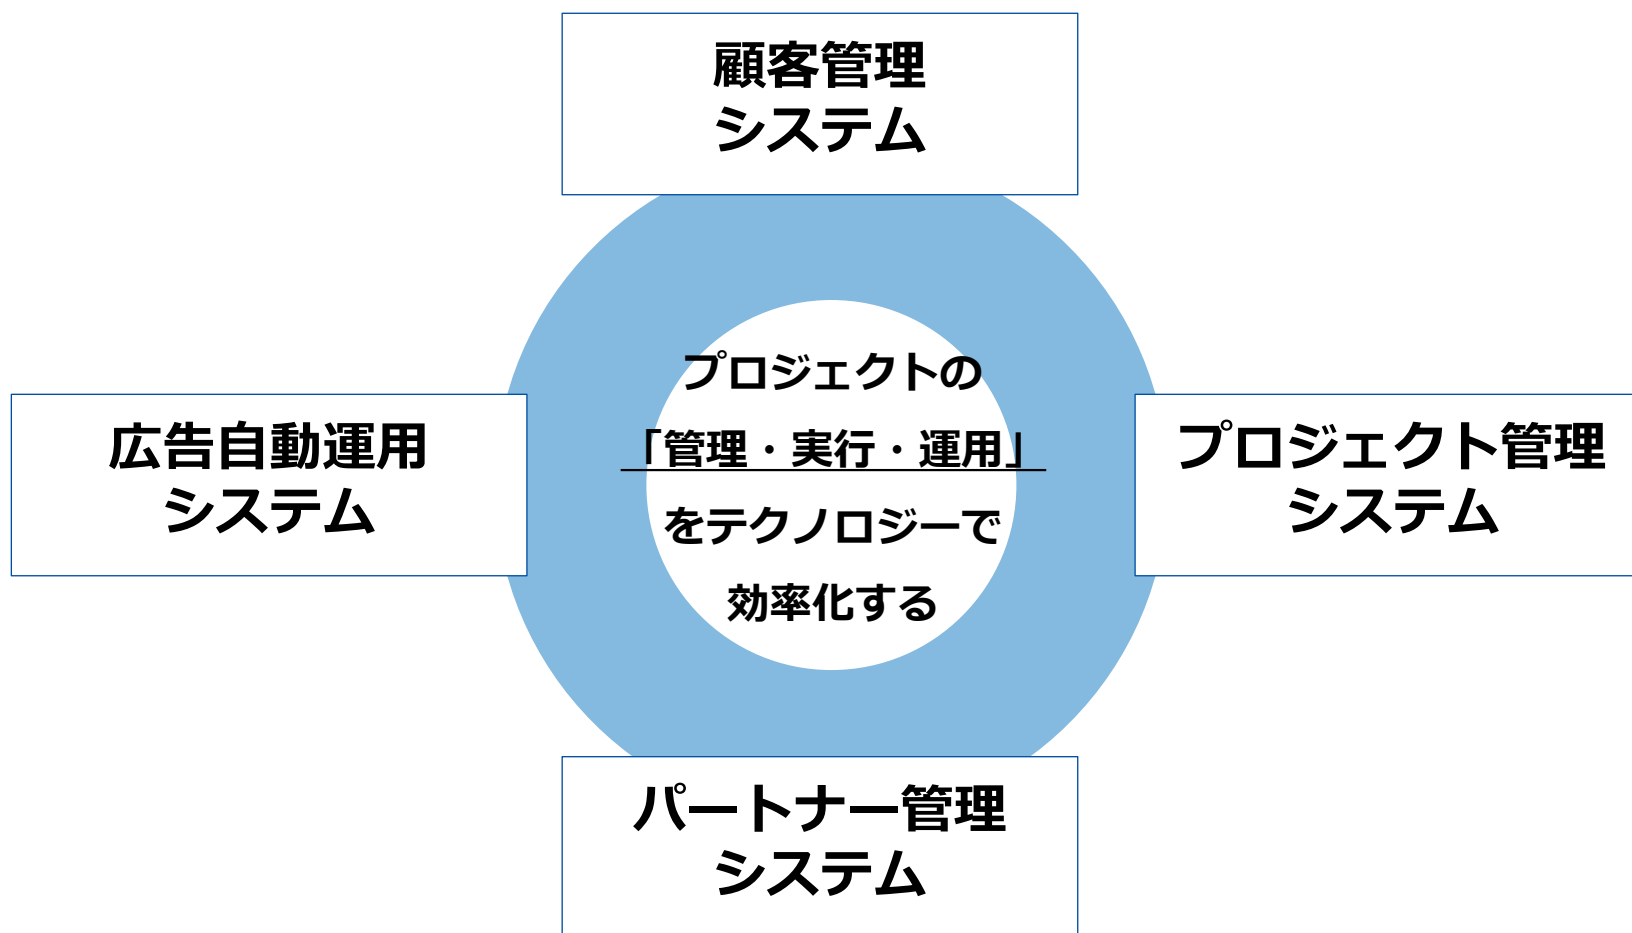 顧客管理
システム
広告自動運用
システム
プロジェクトの
「管理・実行・運用」
をテクノロジーで
効率化する
プロジェクト管理
システム
パートナー管理
システム